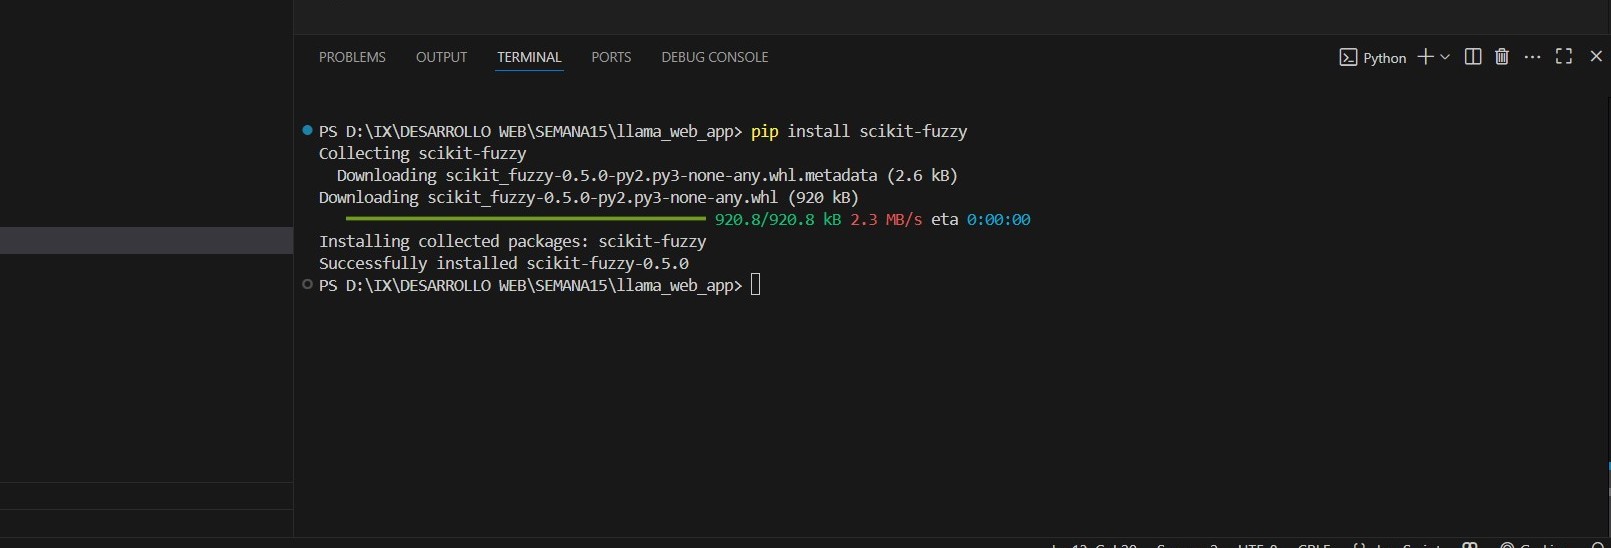 PROBLEMS OUTPUT TERMINAL PORTS DEBUG CONSOLE Python
PS D:\IX\DESARROLLO WEB\SEMANA15\llama_web_app> pip install scikit-fuzzy
Collecting scikit-fuzzy
Downloading scikit_fuzzy-0.5.0-py2.py3-none-any.whl.metadata (2.6 kB)
Downloading scikit_fuzzy-0.5.0-py2.py3-none-any.whl (920 kB)
920.8/920.8 kB 2.3 MB/s eta 0:00:00
Installing collected packages: scikit-fuzzy
Successfully installed scikit-fuzzy-0.5.0
PS D:\IX\DESARROLLO WEB\SEMANA15\llama_web_app>